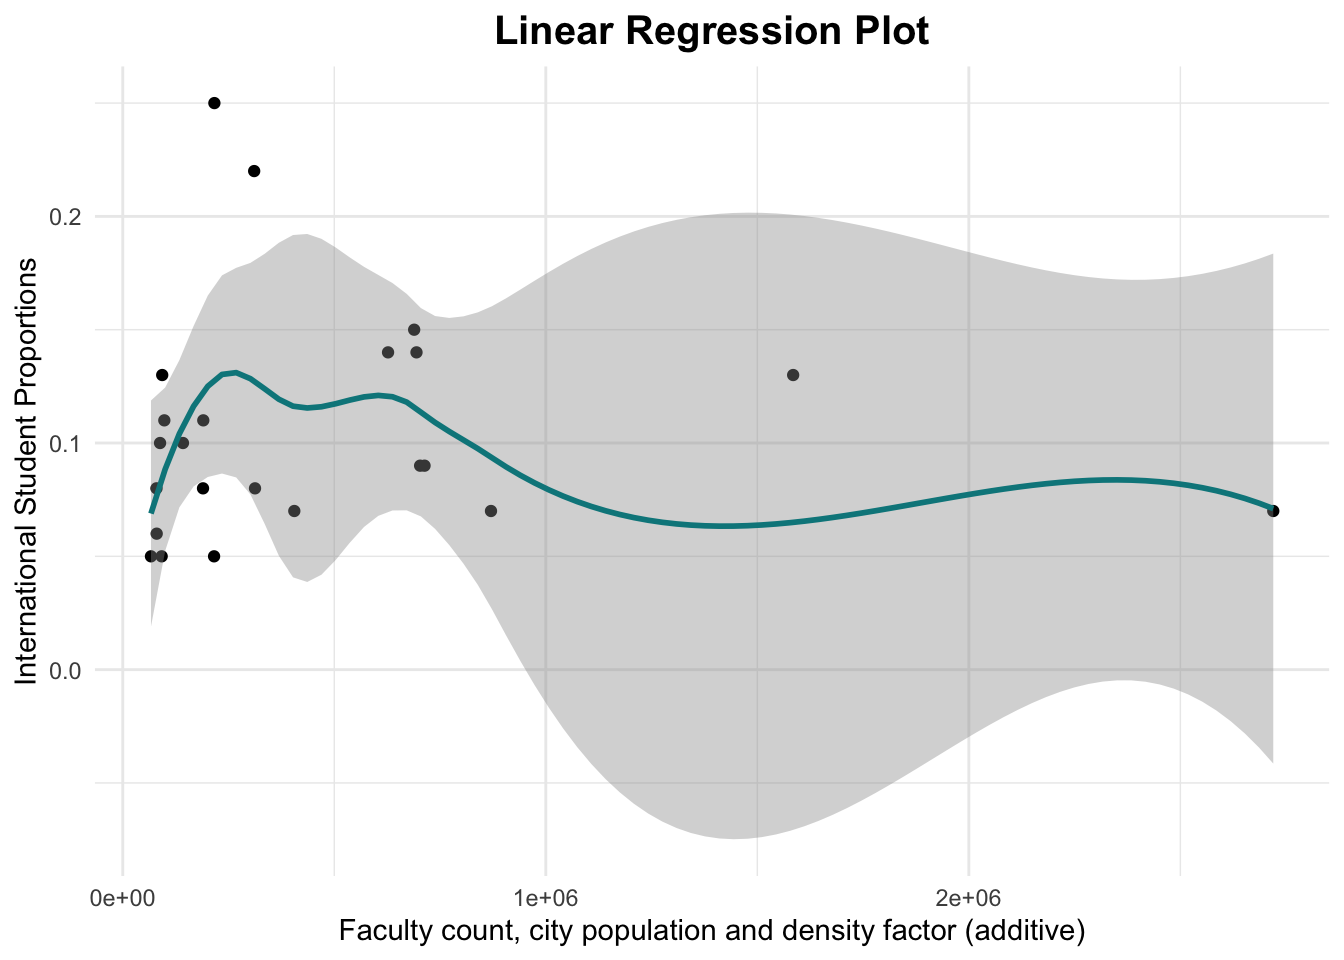 Linear Regression Plot
International Student Proportions
0.2
0.1
0.0
0e+00 1e+06 2e+06
Faculty count, city population and density factor (additive)